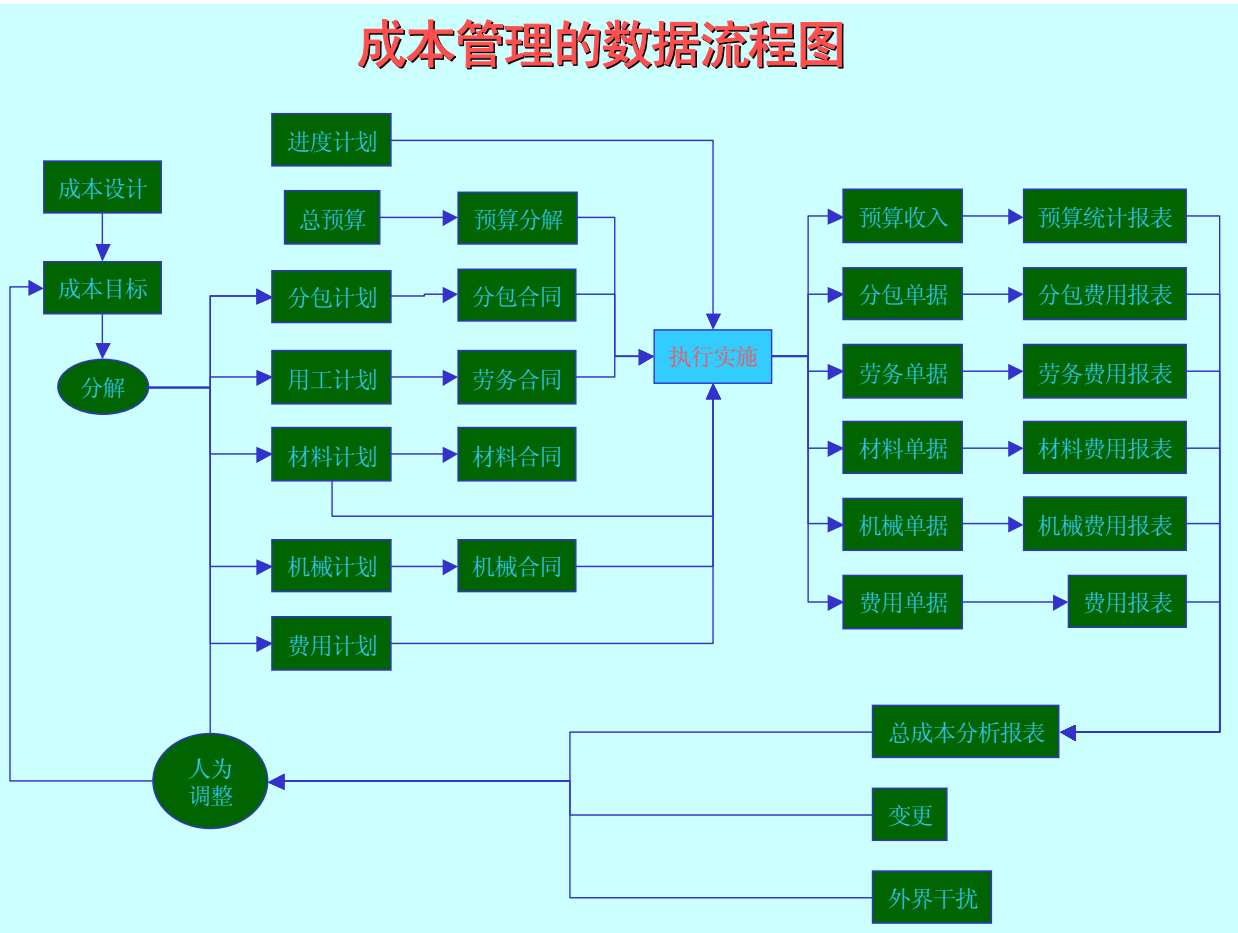 成本管理的数据流程图
进度计划
成本设计
总预算
预算分解
预算收入
预算统计报表
成本目标
分包计划
分包合同
分包单据
分包费用报表
执行实施
分解
用工计划
劳务合同
劳务单据
劳务费用报表
材料计划
材料合同
材料单据
材料费用报表
机械单据
机械费用报表
机械计划
机械合同
费用单据
费用报表
费用计划
总成本分析报表
人为
调整
变更
外界干扰